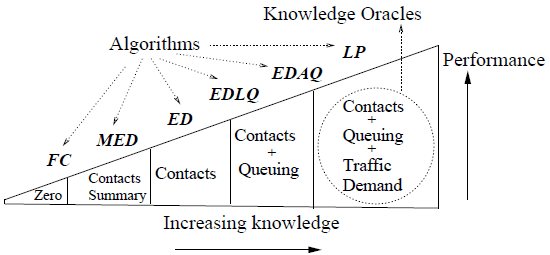 Knowledge Oracles
Algorithms
LP
Performance
EDAQ
EDLQ
ED
MED
FC
Zero
Contacts
Summary
Contacts
Contacts
+
Queuing
Contacts
+
Queuing
+
Traffic
Demand
Increasing knowledge